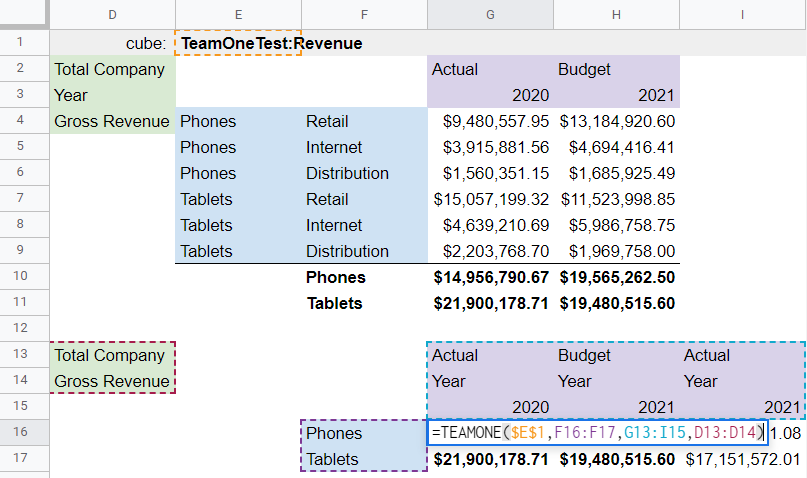 D E F G H I
1 cube: TeamOneTest:Revenue
2 Total Company Actual Budget
3 Year 2020 2021
4 Gross Revenue Phones Retail $9,480,557.95 $13,184,920.60
5 Phones Internet $3,915,881.56 $4,694,416.41
6 Phones Distribution $1,560,351.15 $1,685,925.49
7 Tablets Retail $15,057,199.32 $11,523,998.85
8 Tablets Internet $4,639,210.69 $5,986,758.75
9 Tablets Distribution $2,203,768.70 $1,969,758.00
10 Phones $14,956,790.67 $19,565,262.50
11 Tablets $21,900,178.71 $19,480,515.60
12
13 Total Company Actual Budget Actual
14 Gross Revenue Year Year Year
15 2020 2021 2021
16 Phones =TEAMONE($E$1,F16:F17,G13:I15,D13:D14) 1.08
17 Tablets $21,900,178.71 $19,480,515.60 $17,151,572.01